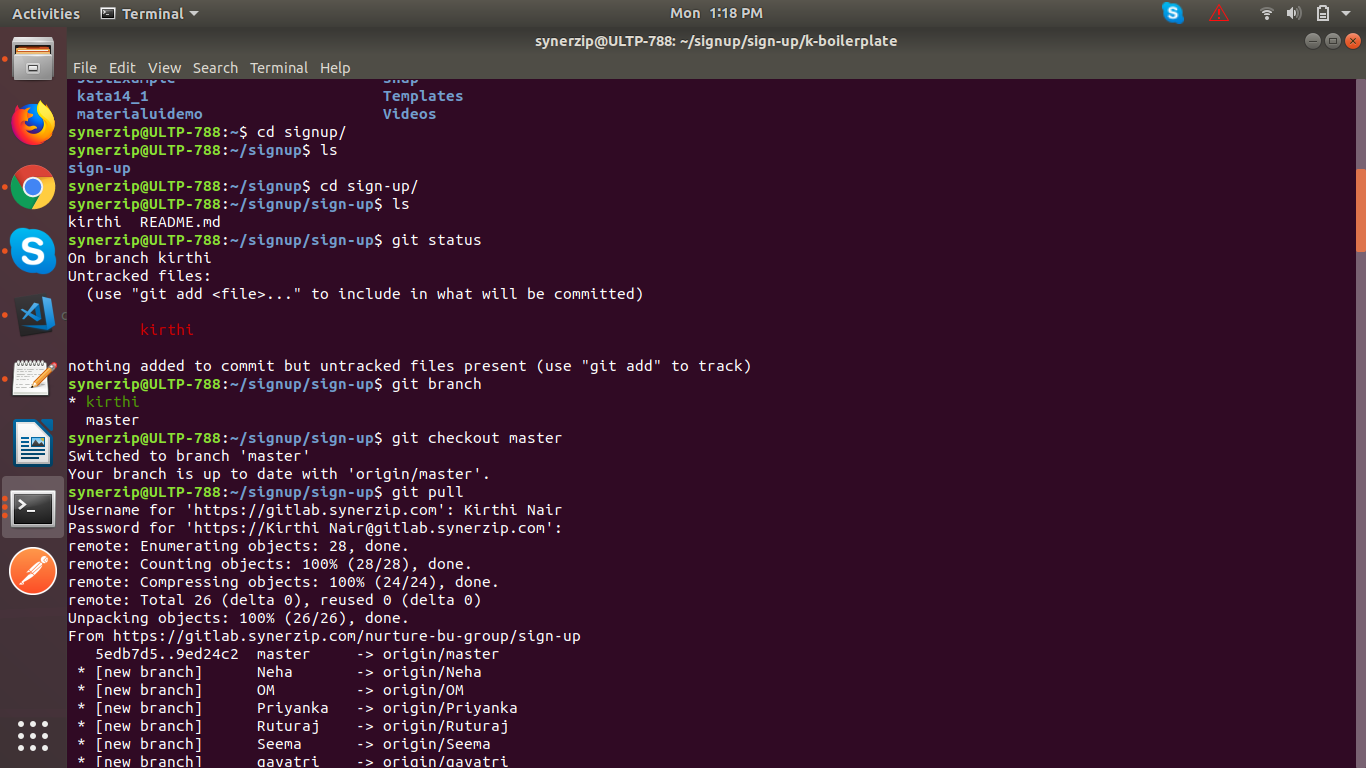 Activities Terminal Mon 1:18 PM
synerzip@ULTP-788: ~/signup/sign-up/k-boilerplate
File Edit View Search Terminal Help
kata14_1 Templates
materialuidemo Videos
synerzip@ULTP-788:~$ cd signup/
synerzip@ULTP-788:~/signup$ ls
sign-up
synerzip@ULTP-788:~/signup$ cd sign-up/
synerzip@ULTP-788:~/signup/sign-up$ ls
kirthi README.md
synerzip@ULTP-788:~/signup/sign-up$ git status
On branch kirthi
Untracked files:
(use "git add <file>..." to include in what will be committed)
kirthi
nothing added to commit but untracked files present (use "git add" to track)
synerzip@ULTP-788:~/signup/sign-up$ git branch
* kirthi
master
synerzip@ULTP-788:~/signup/sign-up$ git checkout master
Switched to branch 'master'
Your branch is up to date with 'origin/master'.
synerzip@ULTP-788:~/signup/sign-up$ git pull
Username for 'https://gitlab.synerzip.com': Kirthi Nair
Password for 'https://Kirthi Nair@gitlab.synerzip.com':
remote: Enumerating objects: 28, done.
remote: Counting objects: 100% (28/28), done.
remote: Compressing objects: 100% (24/24), done.
remote: Total 26 (delta 0), reused 0 (delta 0)
Unpacking objects: 100% (26/26), done.
From https://gitlab.synerzip.com/nurture-bu-group/sign-up
5edb7d5..9ed24c2 master -> origin/master
* [new branch] Neha -> origin/Neha
* [new branch] OM -> origin/OM
* [new branch] Priyanka -> origin/Priyanka
* [new branch] Ruturaj -> origin/Ruturaj
* [new branch] Seema -> origin/Seema
* [new branch] gayatri -> origin/gayatri